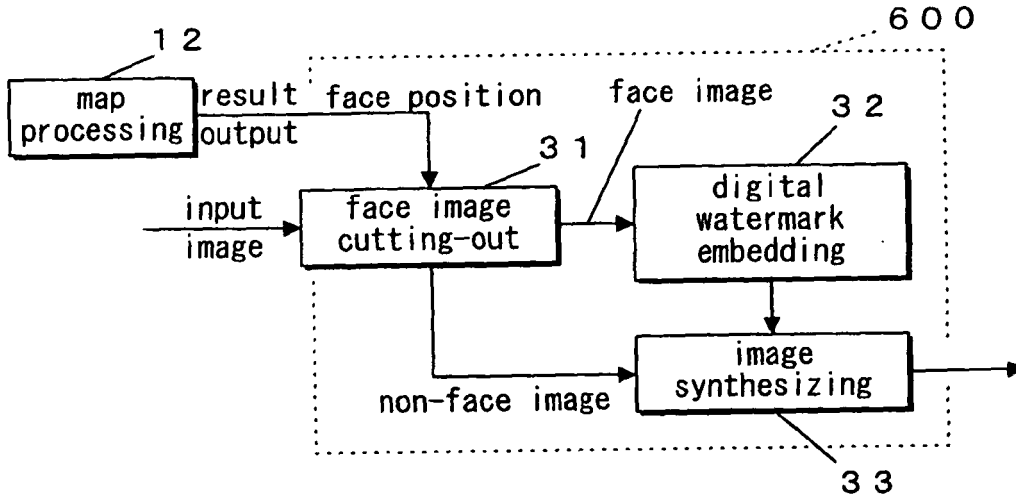 600
12
map
processing
result
output
face position
face image
32
31
input
image
face image
cutting-out
digital
watermark
embedding
image
synthesizing
non-face image
33